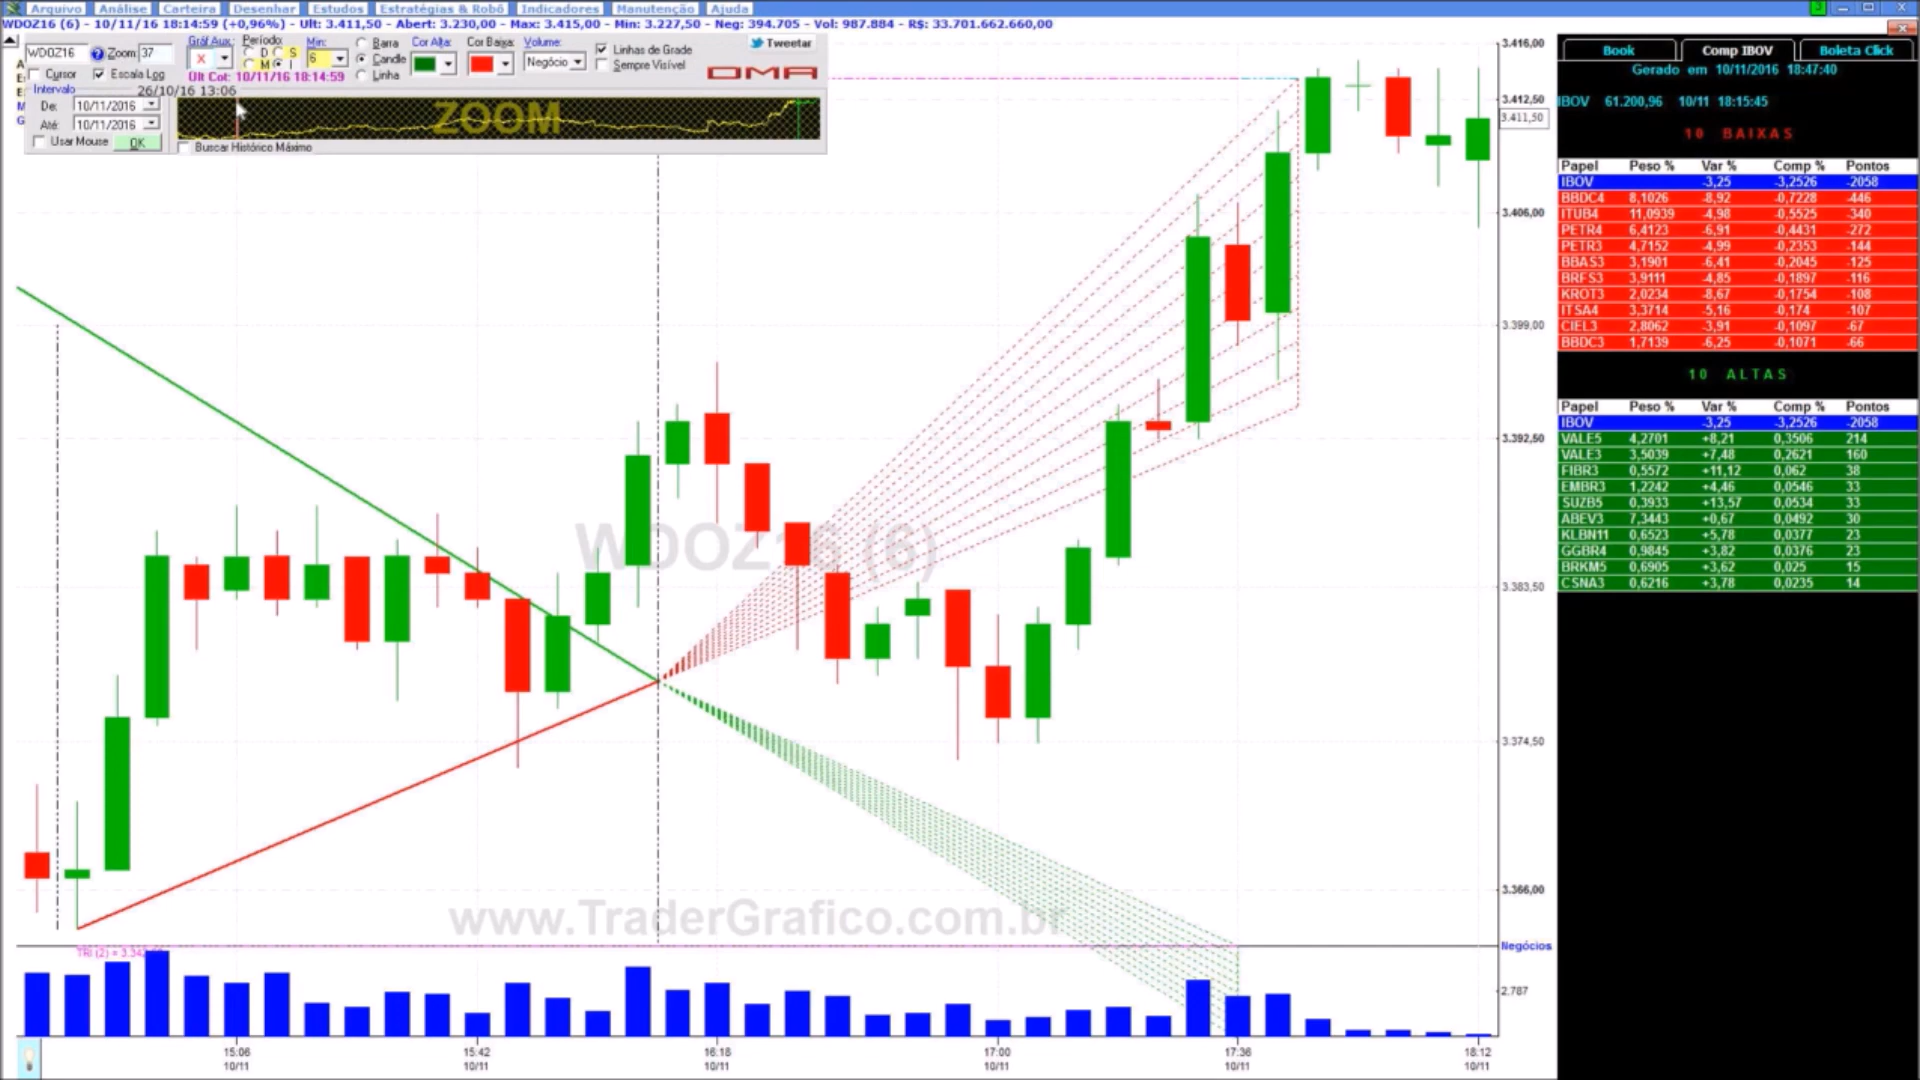 Arquivo Análise Carteira Desenhar Estudos Estratégias & Robô Indicadores Manutenção Ajuda
WDOZ16 (6) - 10/11/16 18:14:59 (+0,96%) - Ult: 3.411,50 - Abert: 3.230,00 - Max: 3.415,00 - Min: 3.227,50 - Neg: 394.705 - Vol: 987.884 - R$: 33.701.662.660,00
WDOZ16 Zoom: 37 Gráf Aux.: X Período: D S M I Min: 6 Barra Candle Linha Cor Alta: Cor Baixa: Volume: Negócio Linhas de Grade Sempre Visível Tweetar
OMA
Cursor Escala Log Últ Cot: 10/11/16 18:14:59
Intervalo 26/10/16 13:06
De: 10/11/2016
Até: 10/11/2016
Usar Mouse OK
ZOOM
Buscar Histórico Máximo
3.416,00
3.412,50
3.411,50
3.406,00
3.399,00
3.392,50
3.383,50
3.374,50
3.366,00
Negócios
2.787
WDOZ16 (6)
www.TraderGrafico.com.br
TRI (2) = 3.342
15:06 15:42 16:18 17:00 17:36 18:12
10/11 10/11 10/11 10/11 10/11 10/11
Book Comp IBOV Boleta Click
Gerado em 10/11/2016 18:47:40
IBOV 61.200,96 10/11 18:15:45
10 BAIXAS
Papel Peso % Var % Comp % Pontos
IBOV -3,25 -3,2526 -2058
BBDC4 8,1026 -8,92 -0,7228 -446
ITUB4 11,0939 -4,98 -0,5525 -340
PETR4 6,4123 -6,91 -0,4431 -272
PETR3 4,7152 -4,99 -0,2353 -144
BBAS3 3,1901 -6,41 -0,2045 -125
BRFS3 3,9111 -4,85 -0,1897 -116
KROT3 2,0234 -8,67 -0,1754 -108
ITSA4 3,3714 -5,16 -0,174 -107
CIEL3 2,8062 -3,91 -0,1097 -67
BBDC3 1,7139 -6,25 -0,1071 -66
10 ALTAS
Papel Peso % Var % Comp % Pontos
IBOV -3,25 -3,2526 -2058
VALE5 4,2701 +8,21 0,3506 214
VALE3 3,5039 +7,48 0,2621 160
FIBR3 0,5572 +11,12 0,062 38
EMBR3 1,2242 +4,46 0,0546 33
SUZB5 0,3933 +13,57 0,0534 33
ABEV3 7,3443 +0,67 0,0492 30
KLBN11 0,6523 +5,78 0,0377 23
GGBR4 0,9845 +3,82 0,0376 23
BRKM5 0,6905 +3,62 0,025 15
CSNA3 0,6216 +3,78 0,0235 14